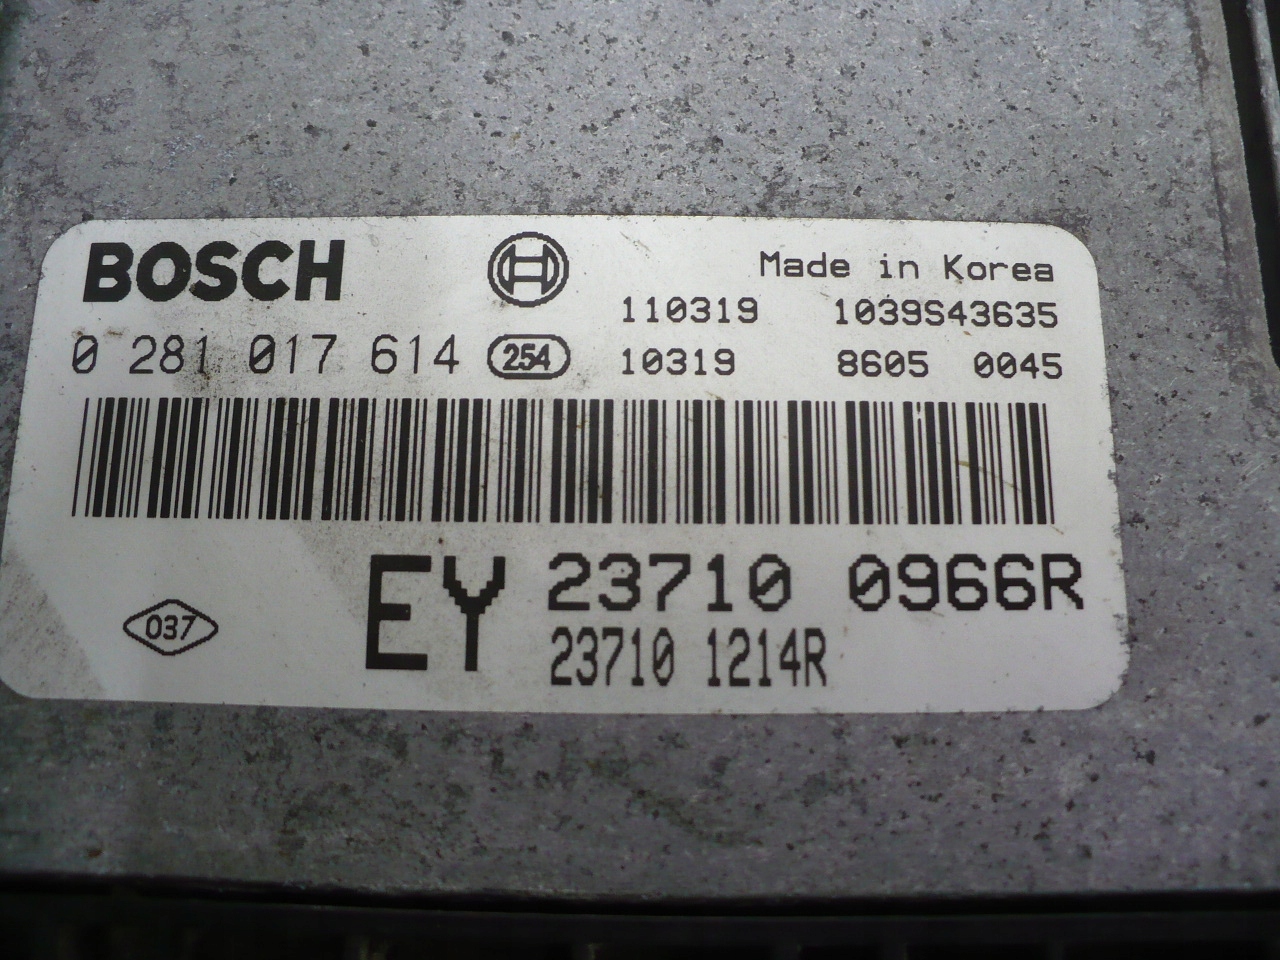 BOSCH
Made in Korea
110319 1039S43635
0 281 017 614 254 10319 8605 0045
EY 23710 0966R
037
23710 1214R